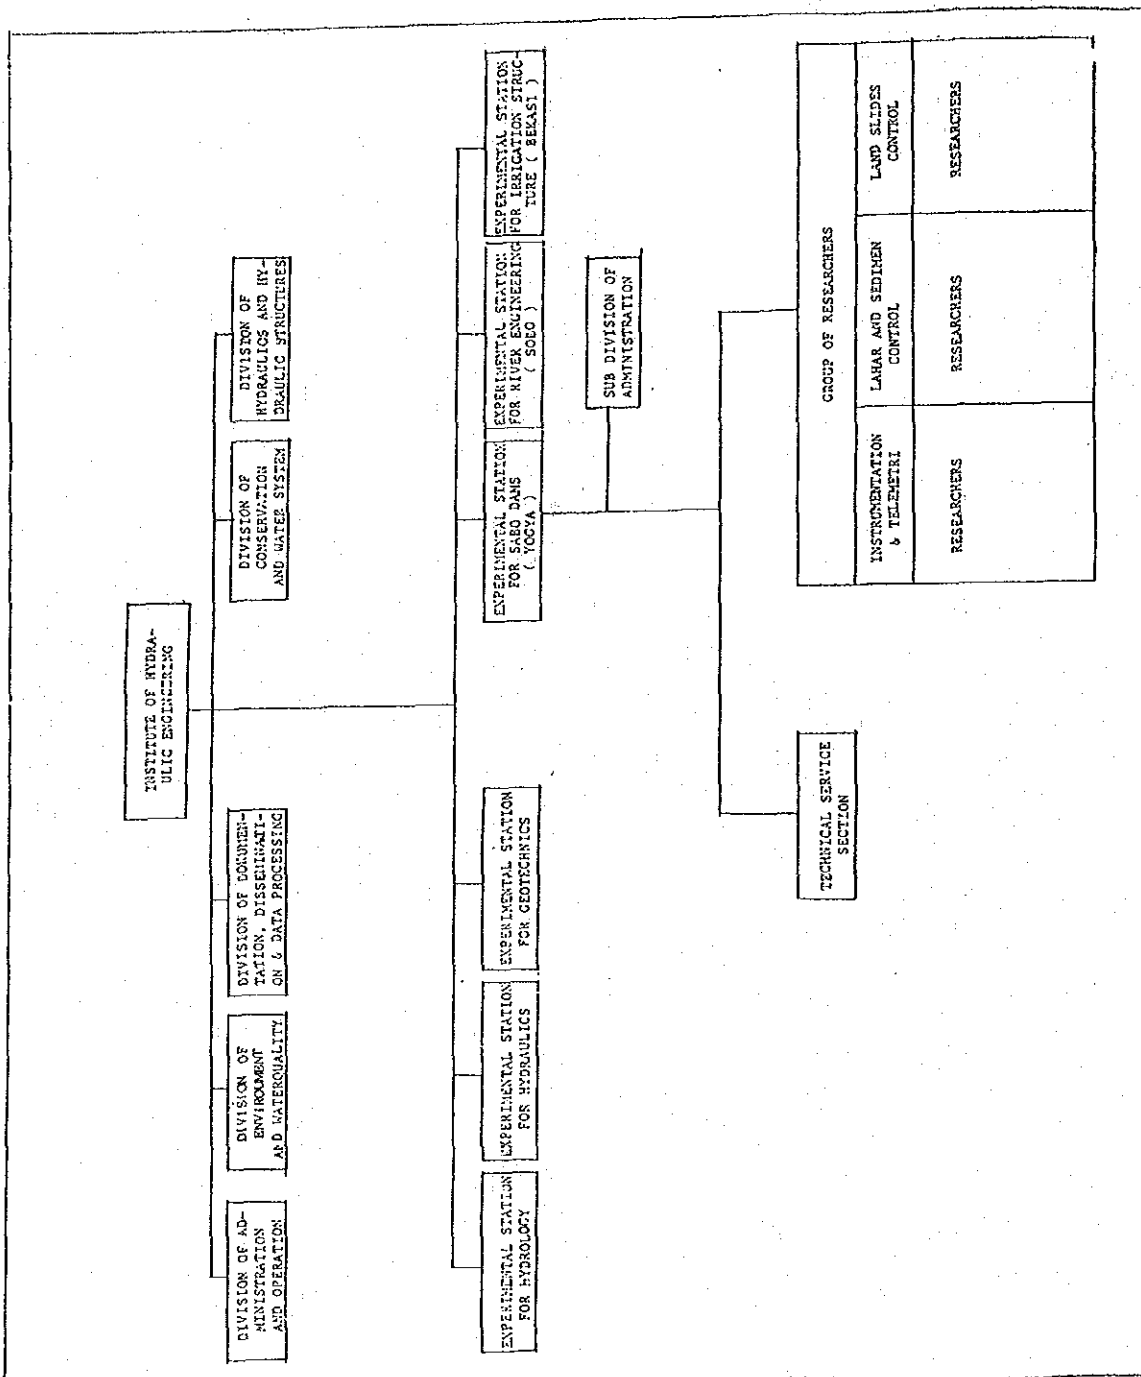 INSTITUTE OF HYDRA-
ULIC ENGINEERING
DIVISION OF AD-
MINISTRATION
AND OPERATION
DIVISION OF
ENVIROUMENT
AND WATERQUALITY
DIVISION OF DOKUMEN-
TATION, DISSEMINATI-
ON & DATA PROCESSING
DIVISION OF
CONSERVATION
AND WATER SYSTEM
DIVISION OF
HYDRAULICS AND HY-
DRAULIC STRUCTURES
EXPERIMENTAL STATION
FOR HYDROLOGY
EXPERIMENTAL STATION
FOR HYDRAULICS
EXPERIMENTAL STATION
FOR GEOTECHNICS
EXPERIMENTAL STATION
FOR SABO DAMS
( YOGYA )
EXPERIMENTAL STATION
FOR RIVER ENGINEERING
( SOLO )
EXPERIMENTAL STATION
FOR IRRIGATION STRUC-
TURE ( BEKASI )
SUB DIVISION OF
ADMINISTRATION
TECHNICAL SERVICE
SECTION
GROUP OF RESEARCHERS
INSTRUMENTATION
& TELEMETRI
LAHAR AND SEDIMEN
CONTROL
LAND SLIDES
CONTROL
RESEARCHERS
RESEARCHERS
RESEARCHERS